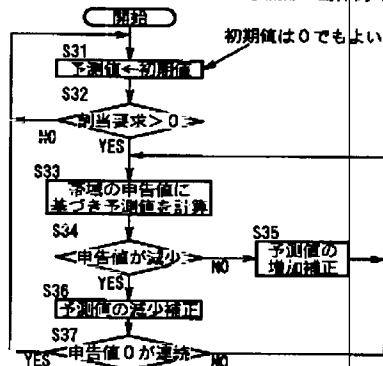 開始
初期値は0でもよい
S31
予測値←初期値
S32
割当要求>0
NO
YES
S33
帯域の申告値に
基づき予測値を計算
S34
申告値が減少
NO
YES
S35
予測値の
増加補正
S36
予測値の減少補正
S37
申告値0が連続
YES
NO